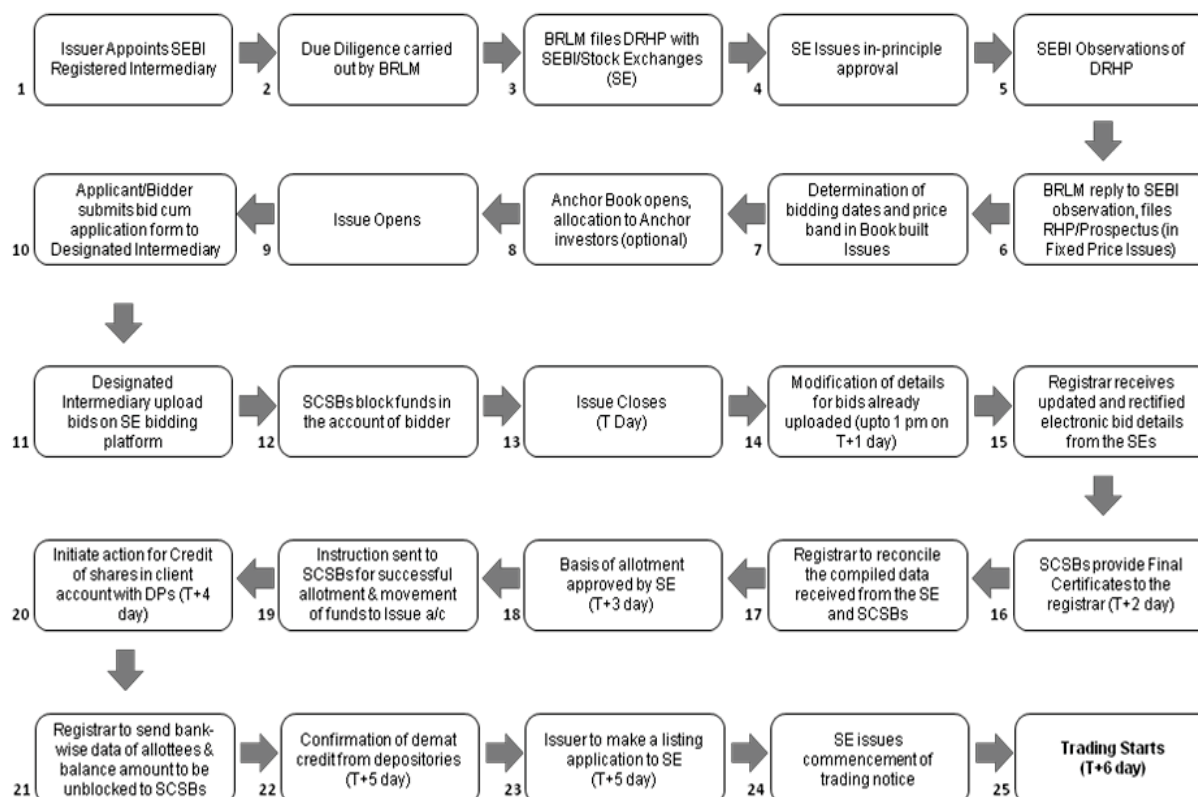 Issuer Appoints SEBI
Registered Intermediary
1
Due Diligence carried
out by BRLM
2
BRLM files DRHP with
SEBI/Stock Exchanges
(SE)
3
SE Issues in-principle
approval
4
SEBI Observations of
DRHP
5
BRLM reply to SEBI
observation, files
RHP/Prospectus (in
Fixed Price Issues)
6
Determination of
bidding dates and price
band in Book built
Issues
7
Anchor Book opens,
allocation to Anchor
investors (optional)
8
Issue Opens
9
Applicant/Bidder
submits bid cum
application form to
Designated Intermediary
10
Designated
Intermediary upload
bids on SE bidding
platform
11
SCSBs block funds in
the account of bidder
12
Issue Closes
(T Day)
13
Modification of details
for bids already
uploaded (upto 1 pm on
T+1 day)
14
Registrar receives
updated and rectified
electronic bid details
from the SEs
15
SCSBs provide Final
Certificates to the
registrar (T+2 day)
16
Registrar to reconcile
the compiled data
received from the SE
and SCSBs
17
Basis of allotment
approved by SE
(T+3 day)
18
Instruction sent to
SCSBs for successful
allotment & movement
of funds to Issue a/c
19
Initiate action for Credit
of shares in client
account with DPs (T+4
day)
20
Registrar to send bank-
wise data of allottees &
balance amount to be
unblocked to SCSBs
21
Confirmation of demat
credit from depositories
(T+5 day)
22
Issuer to make a listing
application to SE
(T+5 day)
23
SE issues
commencement of
trading notice
24
Trading Starts
(T+6 day)
25